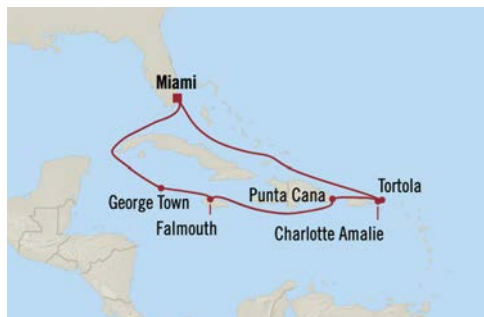 Miami
Tortola
George Town
Punta Cana
Falmouth
Charlotte Amalie